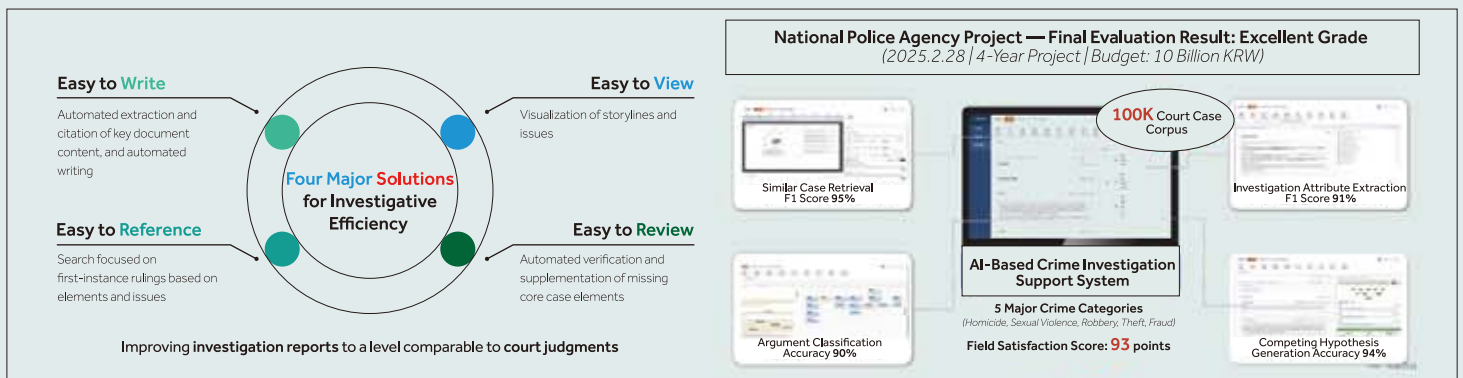 Easy to Write
Automated extraction and
citation of key document
content, and automated
writing
Easy to View
Visualization of storylines and
issues
Four Major Solutions
for Investigative
Efficiency
Easy to Reference
Search focused on
first-instance rulings based on
elements and issues
Easy to Review
Automated verification and
supplementation of missing
core case elements
Improving investigation reports to a level comparable to court judgments
National Police Agency Project — Final Evaluation Result: Excellent Grade
(2025.2.28 | 4-Year Project | Budget: 10 Billion KRW)
100K Court Case
Corpus
Similar Case Retrieval
F1 Score 95%
Investigation Attribute Extraction
F1 Score 91%
AI-Based Crime Investigation
Support System
5 Major Crime Categories
(Homicide, Sexual Violence, Robbery, Theft, Fraud)
Field Satisfaction Score: 93 points
Argument Classification
Accuracy 90%
Competing Hypothesis
Generation Accuracy 94%